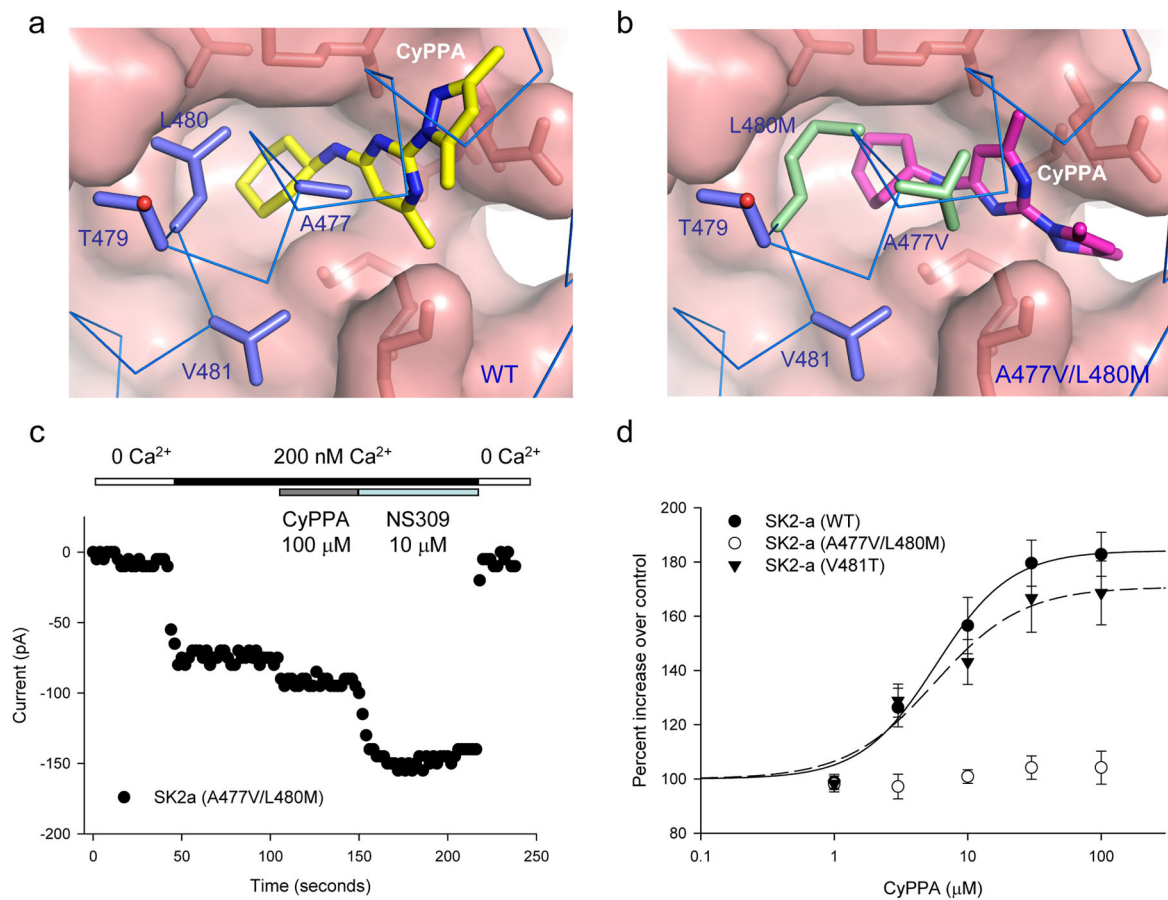 a
CyPPA
L480
T479
A477
V481
WT
b
L480M
CyPPA
T479
A477V
V481
A477V/L480M
c
0 Ca²⁺ 200 nM Ca²⁺ 0 Ca²⁺
CyPPA NS309
100 μM 10 μM
0
-50
-100
-150
-200
Current (pA)
SK2a (A477V/L480M)
0 50 100 150 200 250
Time (seconds)
d
SK2-a (WT)
SK2-a (A477V/L480M)
SK2-a (V481T)
200
180
160
140
120
100
80
Percent increase over control
0.1 1 10 100
CyPPA (μM)